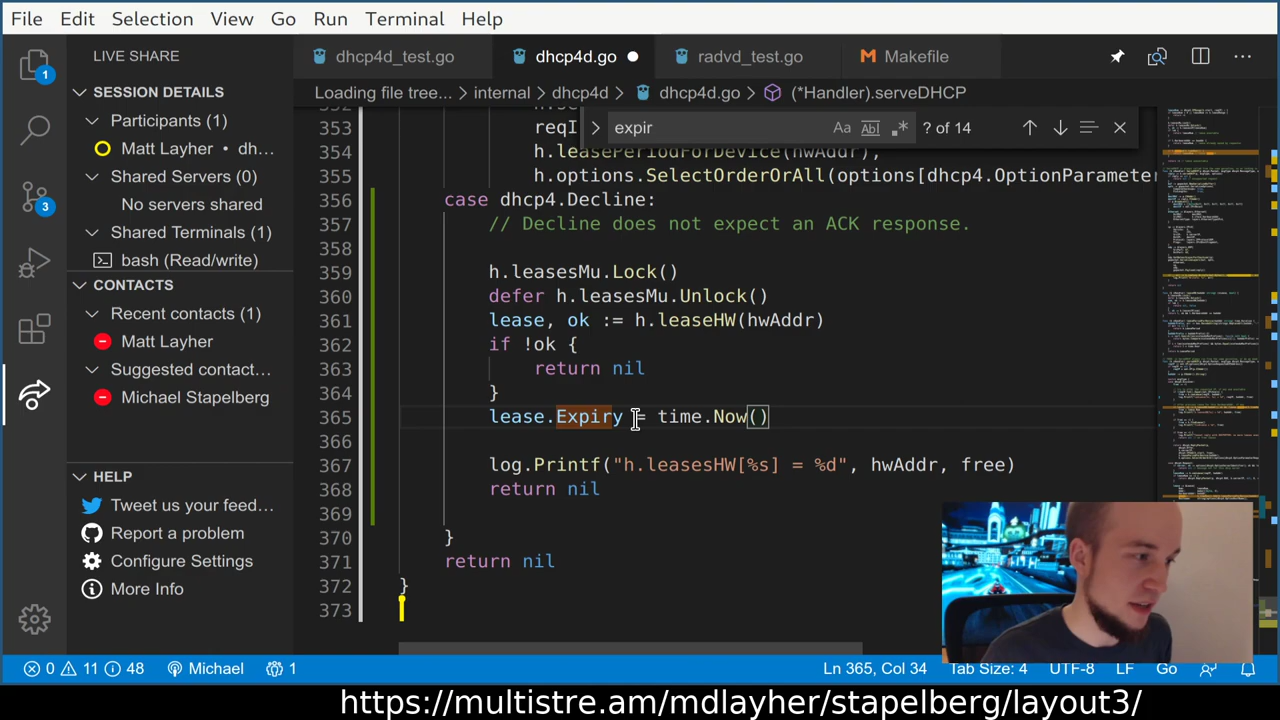 File Edit Selection View Go Run Terminal Help
LIVE SHARE
dhcp4d_test.go
dhcp4d.go
radvd_test.go
Makefile
SESSION DETAILS
Participants (1)
Matt Layher • dh...
Shared Servers (0)
No servers shared
Shared Terminals (1)
bash (Read/write)
CONTACTS
Recent contacts (1)
Matt Layher
Suggested contact...
Michael Stapelberg
HELP
Tweet us your feed...
Report a problem
Configure Settings
More Info
1
3
Loading file tree... › internal › dhcp4d › dhcp4d.go › (*Handler).serveDHCP
expir
Aa
Abl
? of 14
353 reqI
354 h.leasePeriodForDevice(hwAddr),
355 h.options.SelectOrderOrAll(options[dhcp4.OptionParameter
356 case dhcp4.Decline:
357 // Decline does not expect an ACK response.
358
359 h.leasesMu.Lock()
360 defer h.leasesMu.Unlock()
361 lease, ok := h.leaseHW(hwAddr)
362 if !ok {
363 return nil
364 }
365 lease.Expiry = time.Now()
366
367 log.Printf("h.leasesHW[%s] = %d", hwAddr, free)
368 return nil
369
370 }
371 return nil
372 }
373
0 11 48 Michael 1
Ln 365, Col 34 Tab Size: 4 UTF-8 LF Go
https://multistre.am/mdlayher/stapelberg/layout3/